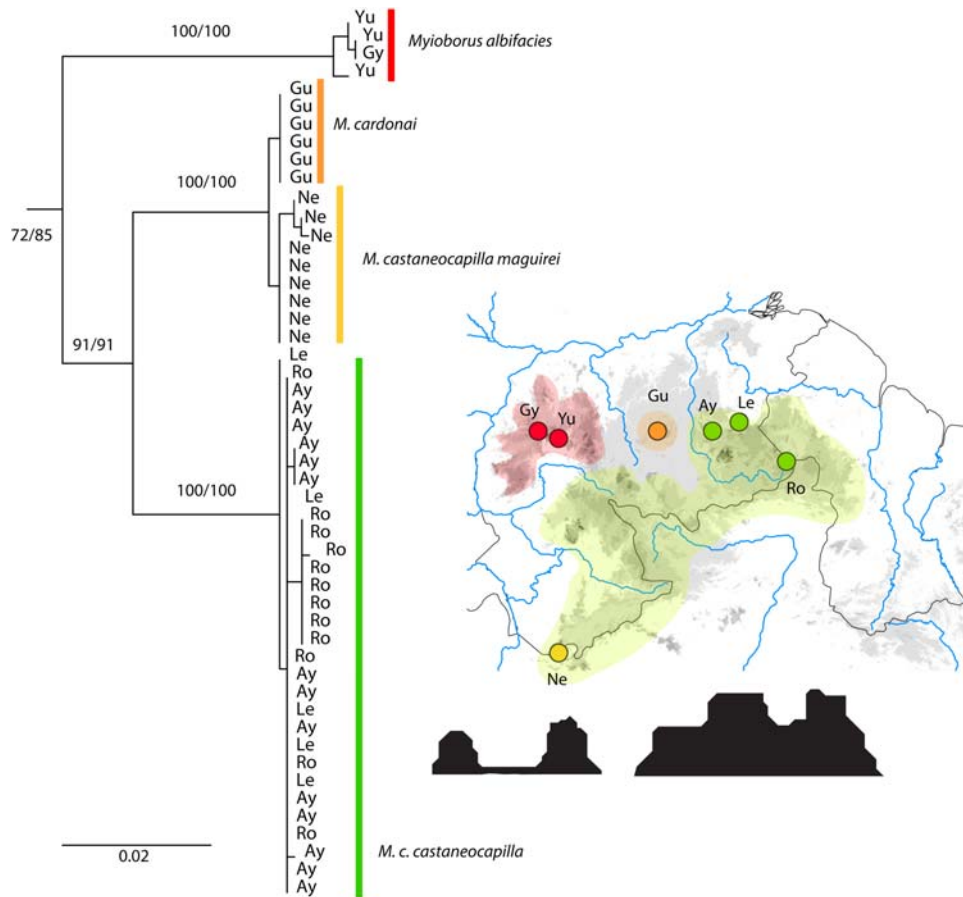 100/100
Yu
Yu
Gy
Yu
Myioborus albifacies
Gu
Gu
Gu
Gu
Gu
Gu
M. cardonai
100/100
Ne
Ne
Ne
Ne
Ne
Ne
Ne
Ne
Ne
M. castaneocapilla maguirei
72/85
91/91
Le
Ro
Ay
Ay
Ay
Ay
Ay
Ay
Le
Ro
Ro
Ro
Ro
Ro
Ro
Ro
Ro
Ro
Ay
Ay
Le
Ay
Le
Ro
Le
Ay
Ay
Ro
Ay
Ay
Ay
100/100
M. c. castaneocapilla
0.02
Gy
Yu
Gu
Ay
Le
Ro
Ne